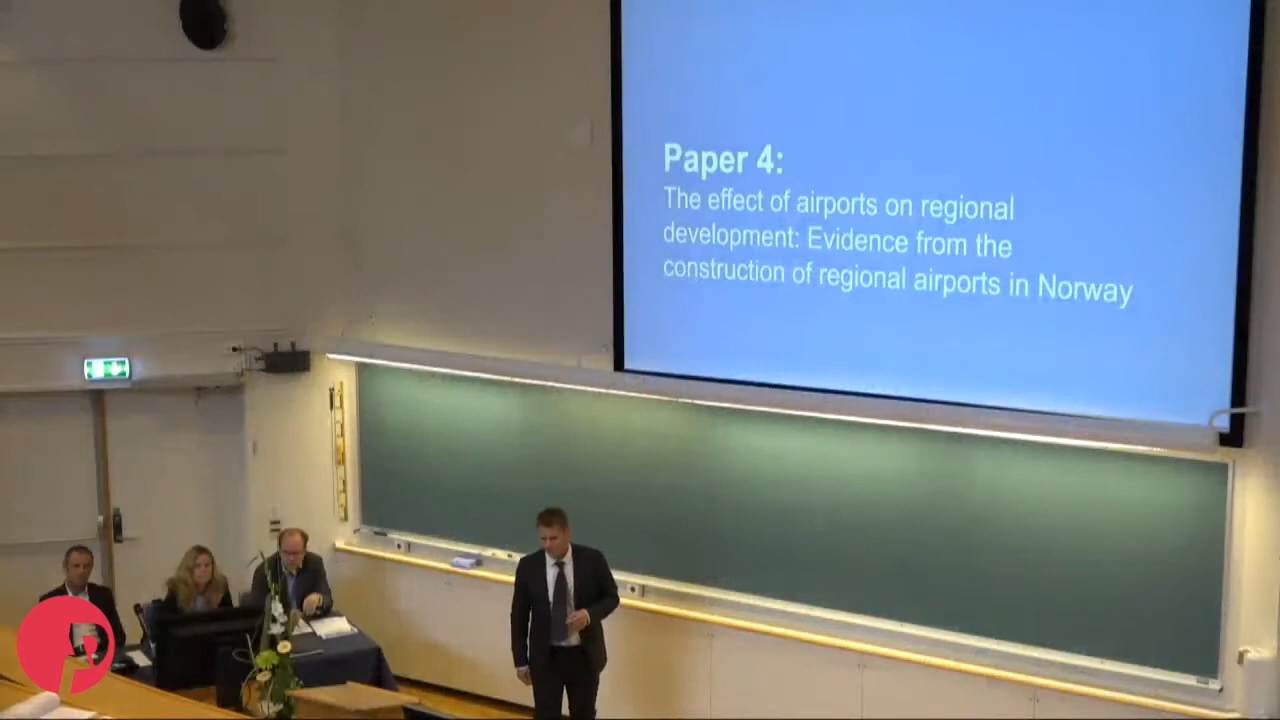 Paper 4:
The effect of airports on regional
development: Evidence from the
construction of regional airports in Norway